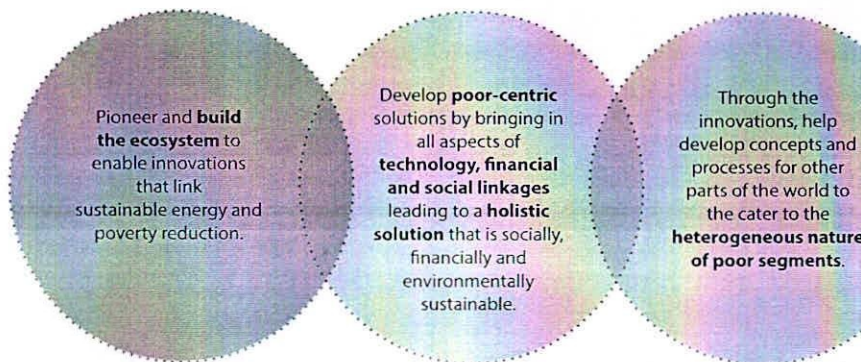 Pioneer and build
the ecosystem to
enable innovations
that link
sustainable energy and
poverty reduction.
Develop poor-centric
solutions by bringing in
all aspects of
technology, financial
and social linkages
leading to a holistic
solution that is socially,
financially and
environmentally
sustainable.
Through the
innovations, help
develop concepts and
processes for other
parts of the world to
the cater to the
heterogeneous nature
of poor segments.